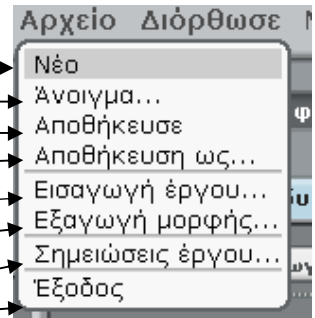 Αρχείο Διόρθωσε
Νέο
Άνοιγμα...
Αποθήκευσε
Αποθήκευση ως...
Εισαγωγή έργου...
Εξαγωγή μορφής...
Σημειώσεις έργου...
Έξοδος